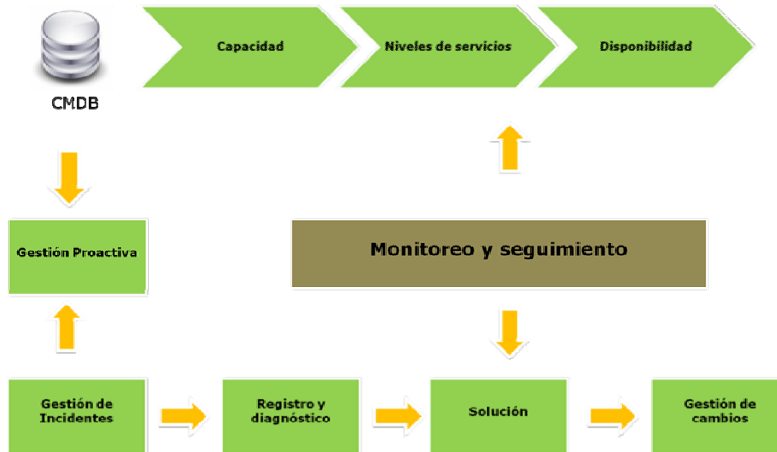 Capacidad
Niveles de servicios
Disponibilidad
CMDB
Gestión Proactiva
Monitoreo y seguimiento
Gestión de
Incidentes
Registro y
diagnóstico
Solución
Gestión de
cambios